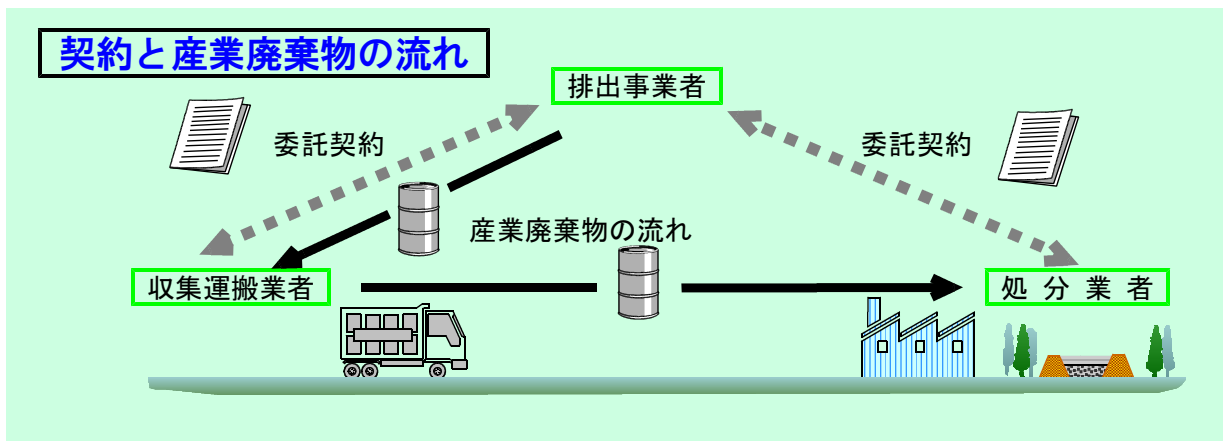 契約と産業廃棄物の流れ
排出事業者
委託契約
委託契約
産業廃棄物の流れ
収集運搬業者
処分業者